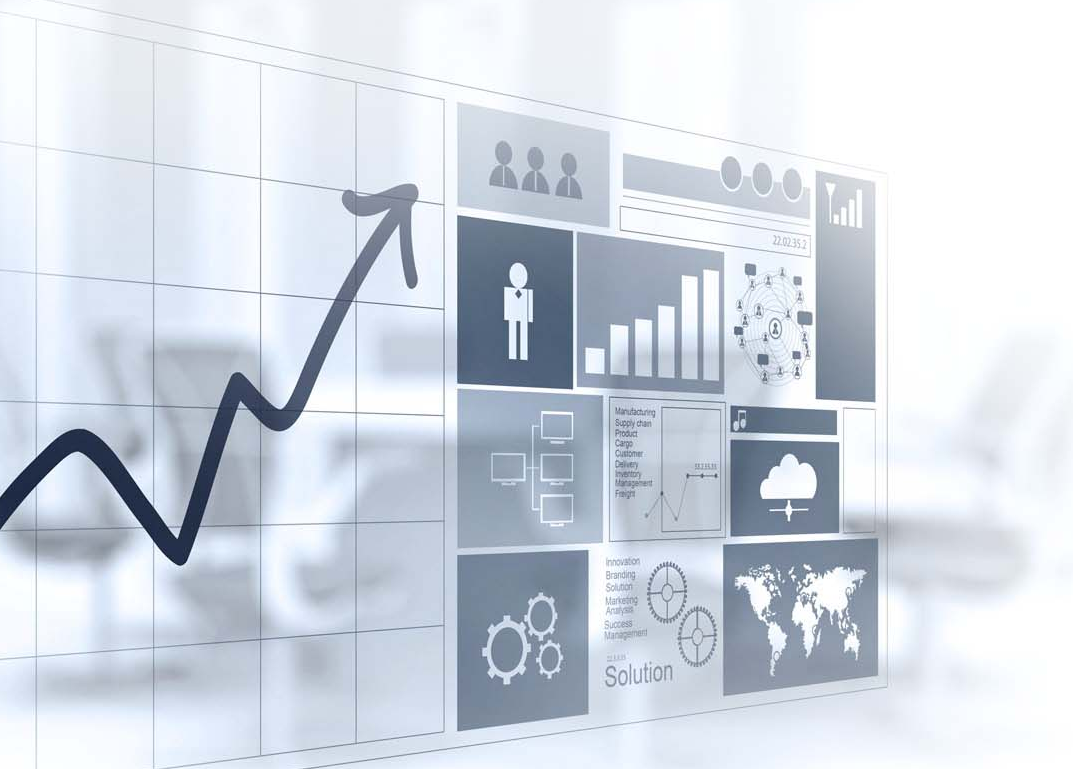 22.02.35.2
Manufacturing
Supply chain
Product
Cargo
Customer
Delivery
Inventory
Management
Freight
Innovation
Branding
Solution
Marketing
Analysis
Success
Management
Solution